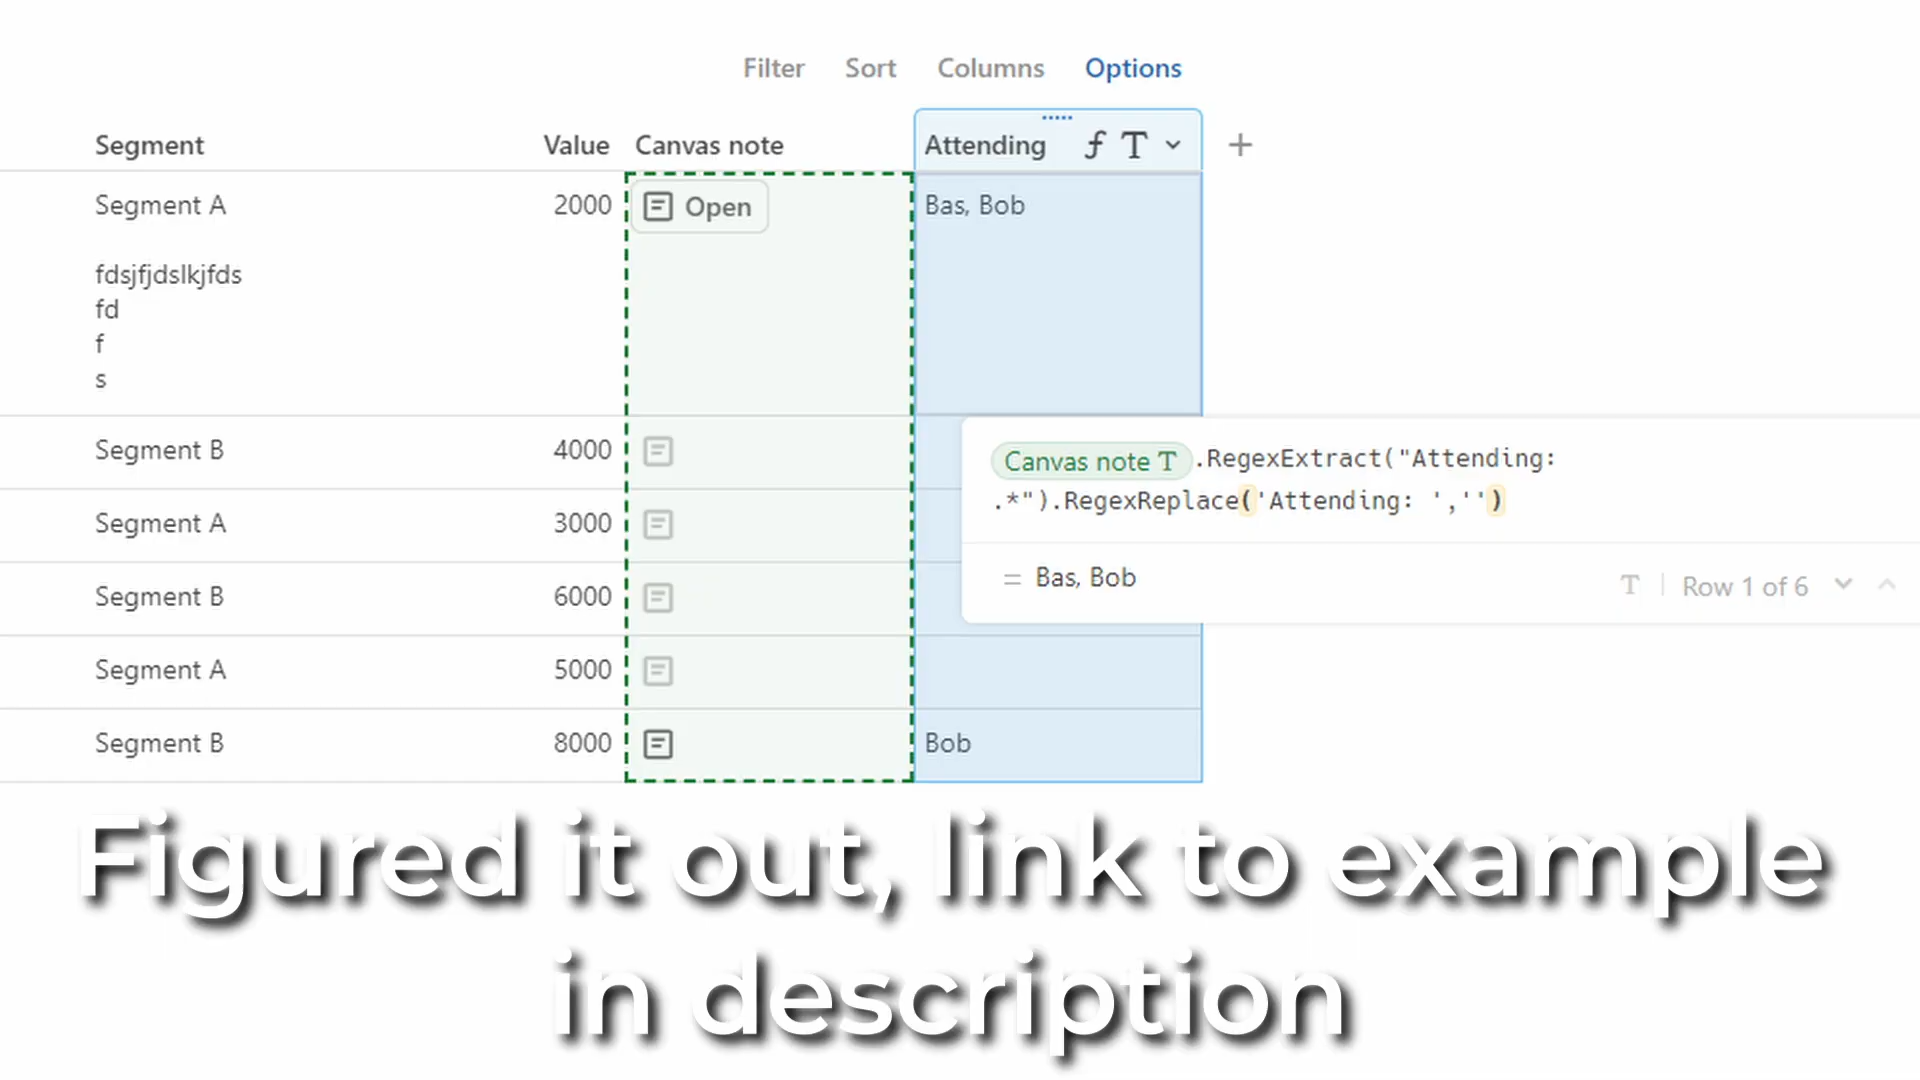 Filter Sort Columns Options
Segment Value Canvas note Attending
Segment A 2000 Open Bas, Bob
fdsjfjdslkjfds
fd
f
s
Segment B 4000
Canvas note T .RegexExtract("Attending:
.*").RegexReplace('Attending: ','')
Segment A 3000
= Bas, Bob T Row 1 of 6
Segment B 6000
Segment A 5000
Segment B 8000 Bob
Figured it out, link to example
in description